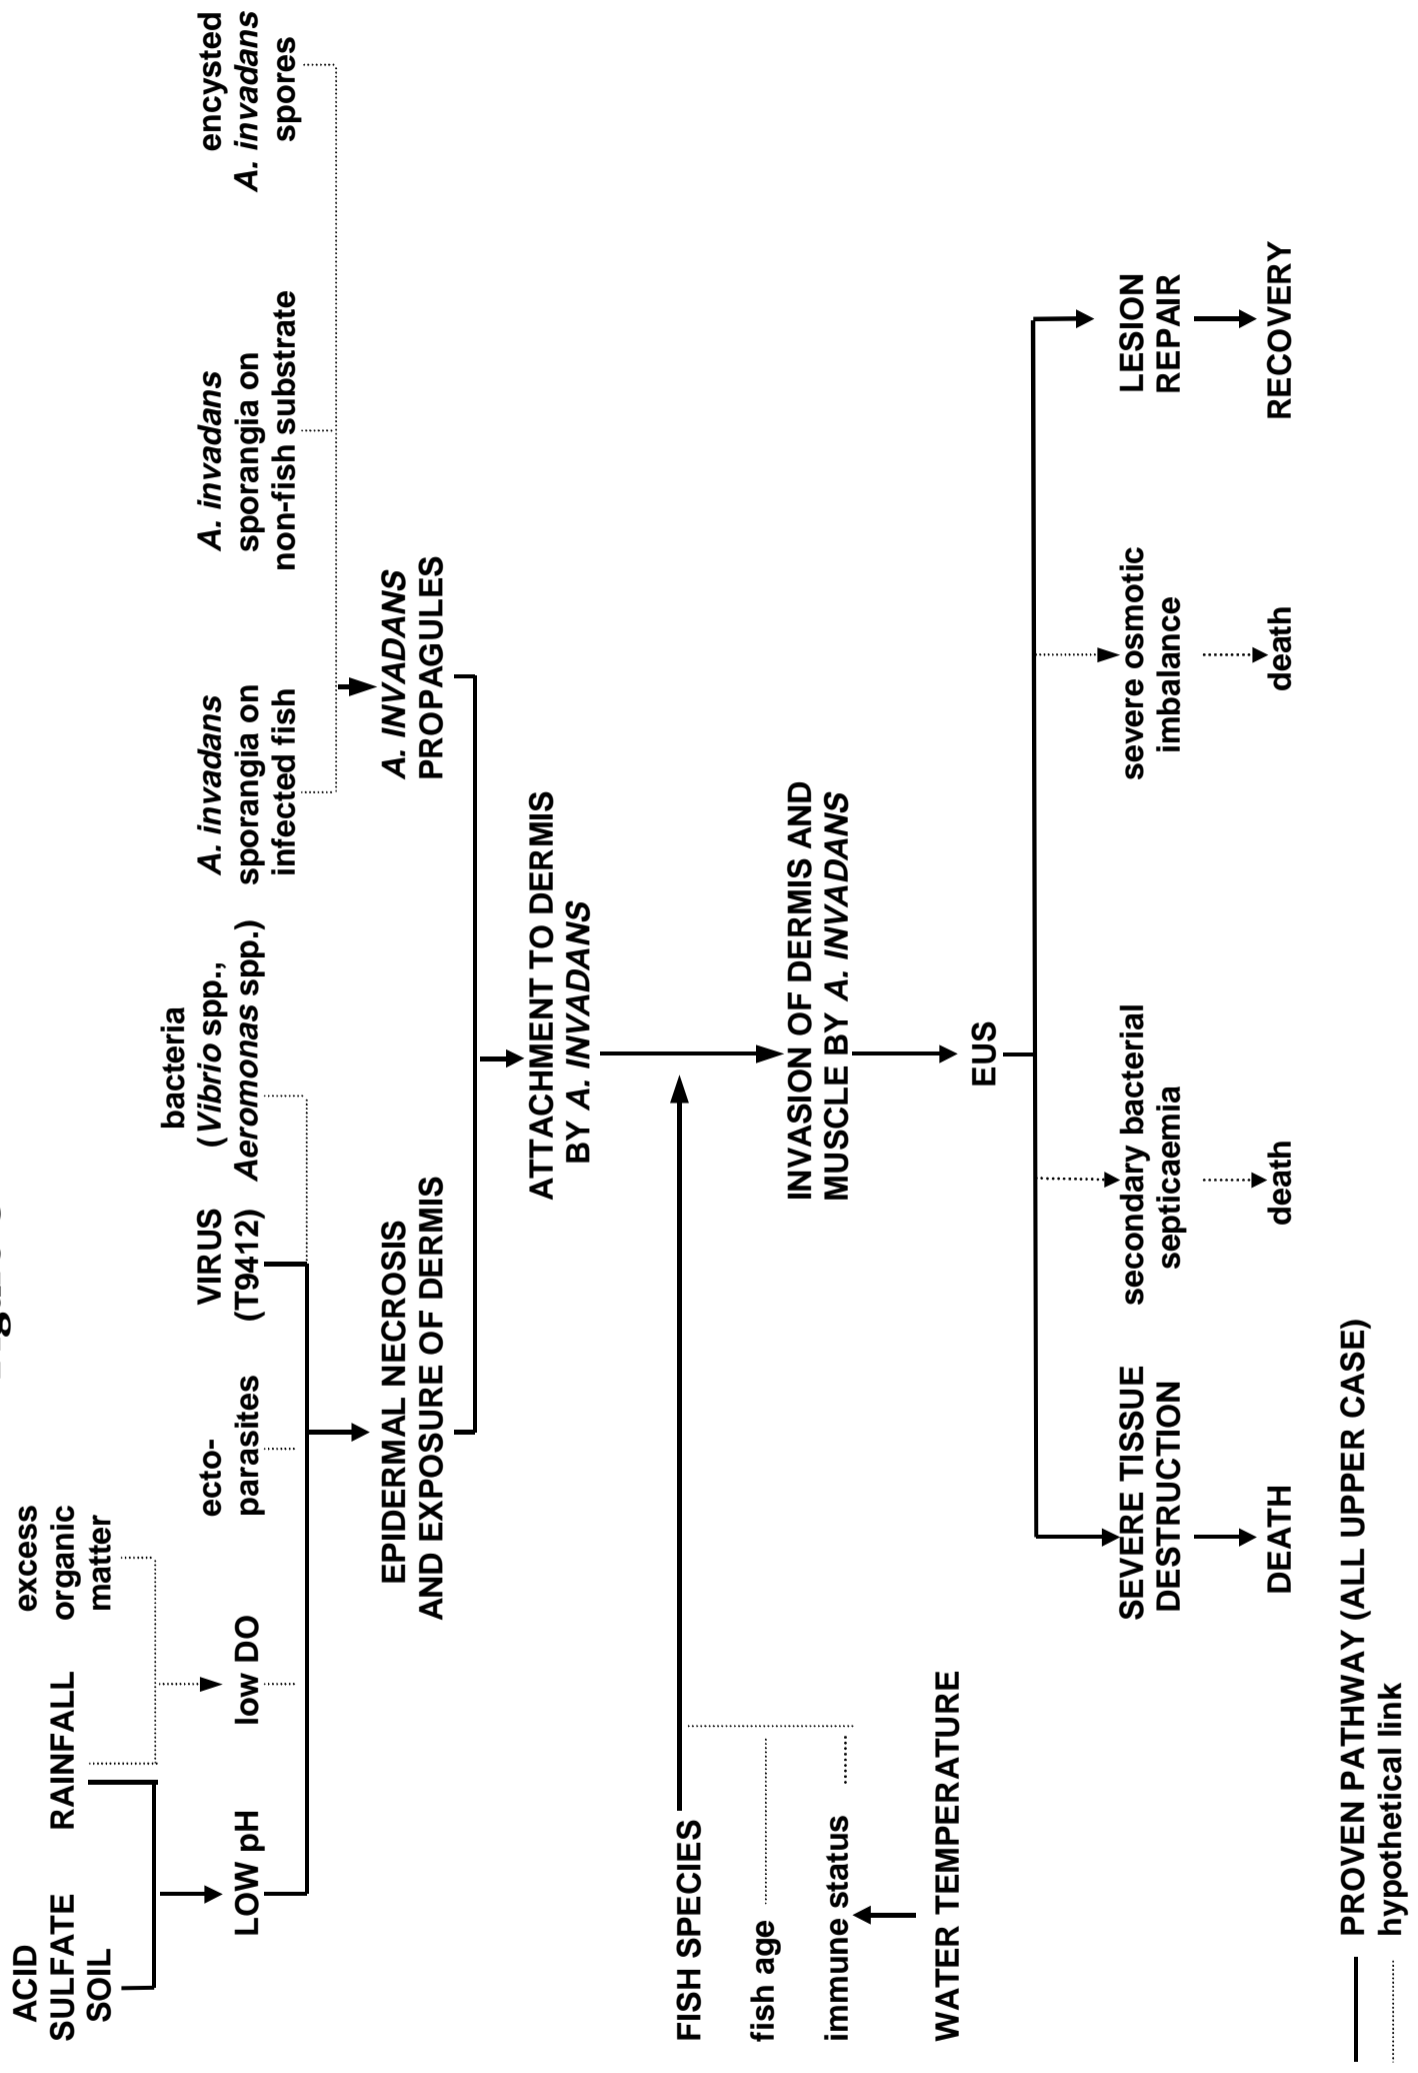 ACID
SULFATE
SOIL
RAINFALL
excess
organic
matter
LOW pH
low DO
ecto-
parasites
VIRUS
(T9412)
bacteria
(Vibrio spp.,
Aeromonas spp.)
A. invadans
sporangia on
infected fish
A. invadans
sporangia on
non-fish substrate
encysted
A. invadans
spores
EPIDERMAL NECROSIS
AND EXPOSURE OF DERMIS
A. INVADANS
PROPAGULES
ATTACHMENT TO DERMIS
BY A. INVADANS
FISH SPECIES
fish age
immune status
WATER TEMPERATURE
INVASION OF DERMIS AND
MUSCLE BY A. INVADANS
EUS
SEVERE TISSUE
DESTRUCTION
secondary bacterial
septicaemia
severe osmotic
imbalance
LESION
REPAIR
DEATH
death
death
RECOVERY
PROVEN PATHWAY (ALL UPPER CASE)
hypothetical link